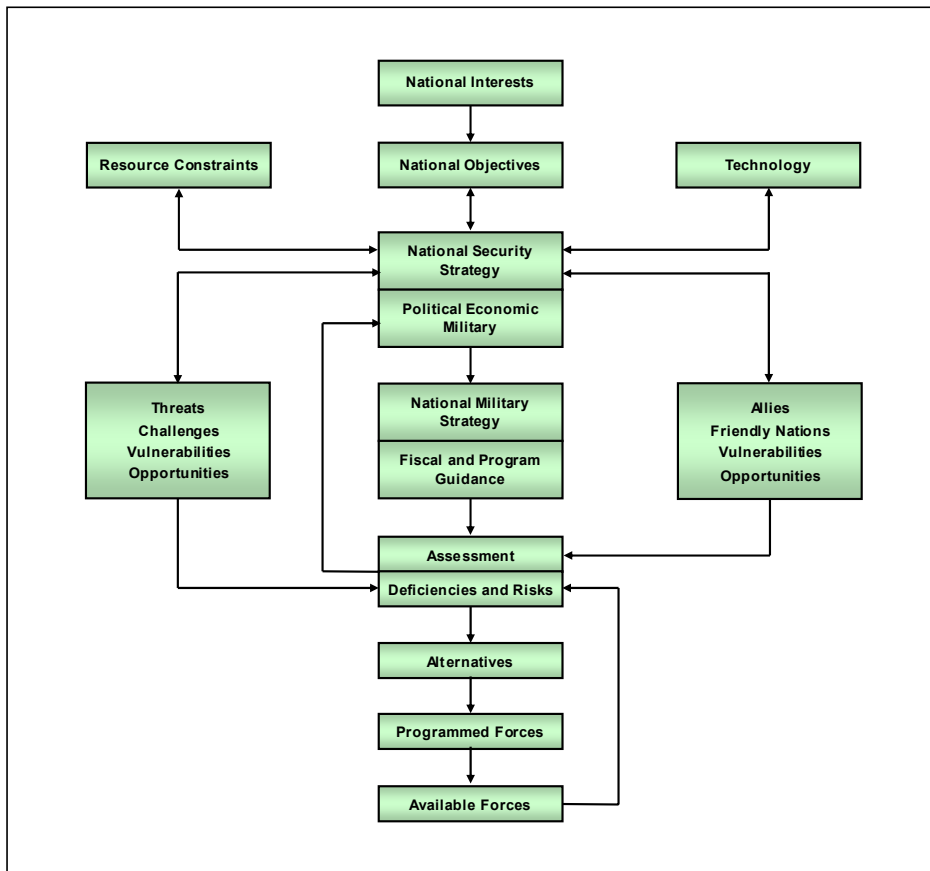 National Interests
Resource Constraints
National Objectives
Technology
National Security
Strategy
Political Economic
Military
Threats
Challenges
Vulnerabilities
Opportunities
National Military
Strategy
Fiscal and Program
Guidance
Allies
Friendly Nations
Vulnerabilities
Opportunities
Assessment
Deficiencies and Risks
Alternatives
Programmed Forces
Available Forces